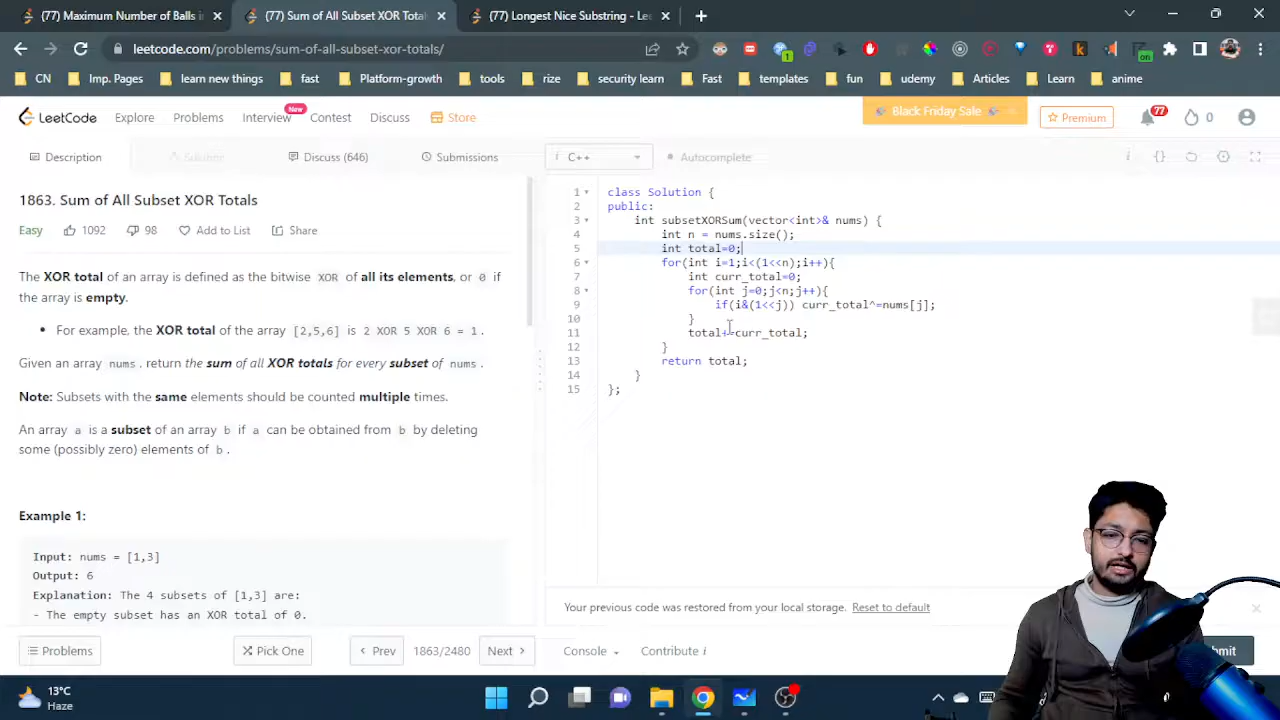 (77) Maximum Number of Balls in
(77) Sum of All Subset XOR Tota
(77) Longest Nice Substring - Le
leetcode.com/problems/sum-of-all-subset-xor-totals/
1
on
CN
Imp. Pages
learn new things
fast
Platform-growth
tools
rize
security learn
Fast
templates
fun
udemy
Articles
Learn
anime
LeetCode
Explore
Problems
Interview
New
Contest
Discuss
Store
Black Friday Sale
Premium
77
0
Description
Discuss (646)
Submissions
i C++
Autocomplete
1863. Sum of All Subset XOR Totals
Easy
1092
98
Add to List
Share
The XOR total of an array is defined as the bitwise XOR of all its elements, or 0 if
the array is empty.
• For example, the XOR total of the array [2,5,6] is 2 XOR 5 XOR 6 = 1.
Given an array nums, return the sum of all XOR totals for every subset of nums.
Note: Subsets with the same elements should be counted multiple times.
An array a is a subset of an array b if a can be obtained from b by deleting
some (possibly zero) elements of b.
Example 1:
Input: nums = [1,3]
Output: 6
Explanation: The 4 subsets of [1,3] are:
- The empty subset has an XOR total of 0.
1 class Solution {
2 public:
3 int subsetXORSum(vector<int>& nums) {
4 int n = nums.size();
5 int total=0;
6 for(int i=1;i<(1<<n);i++){
7 int curr_total=0;
8 for(int j=0;j<n;j++){
9 if(i&(1<<j)) curr_total^=nums[j];
10 }
11 total+=curr_total;
12 }
13 return total;
14 }
15 };
Your previous code was restored from your local storage. Reset to default
Problems
Pick One
Prev
1863/2480
Next
Console
Contribute i
13°C
Haze